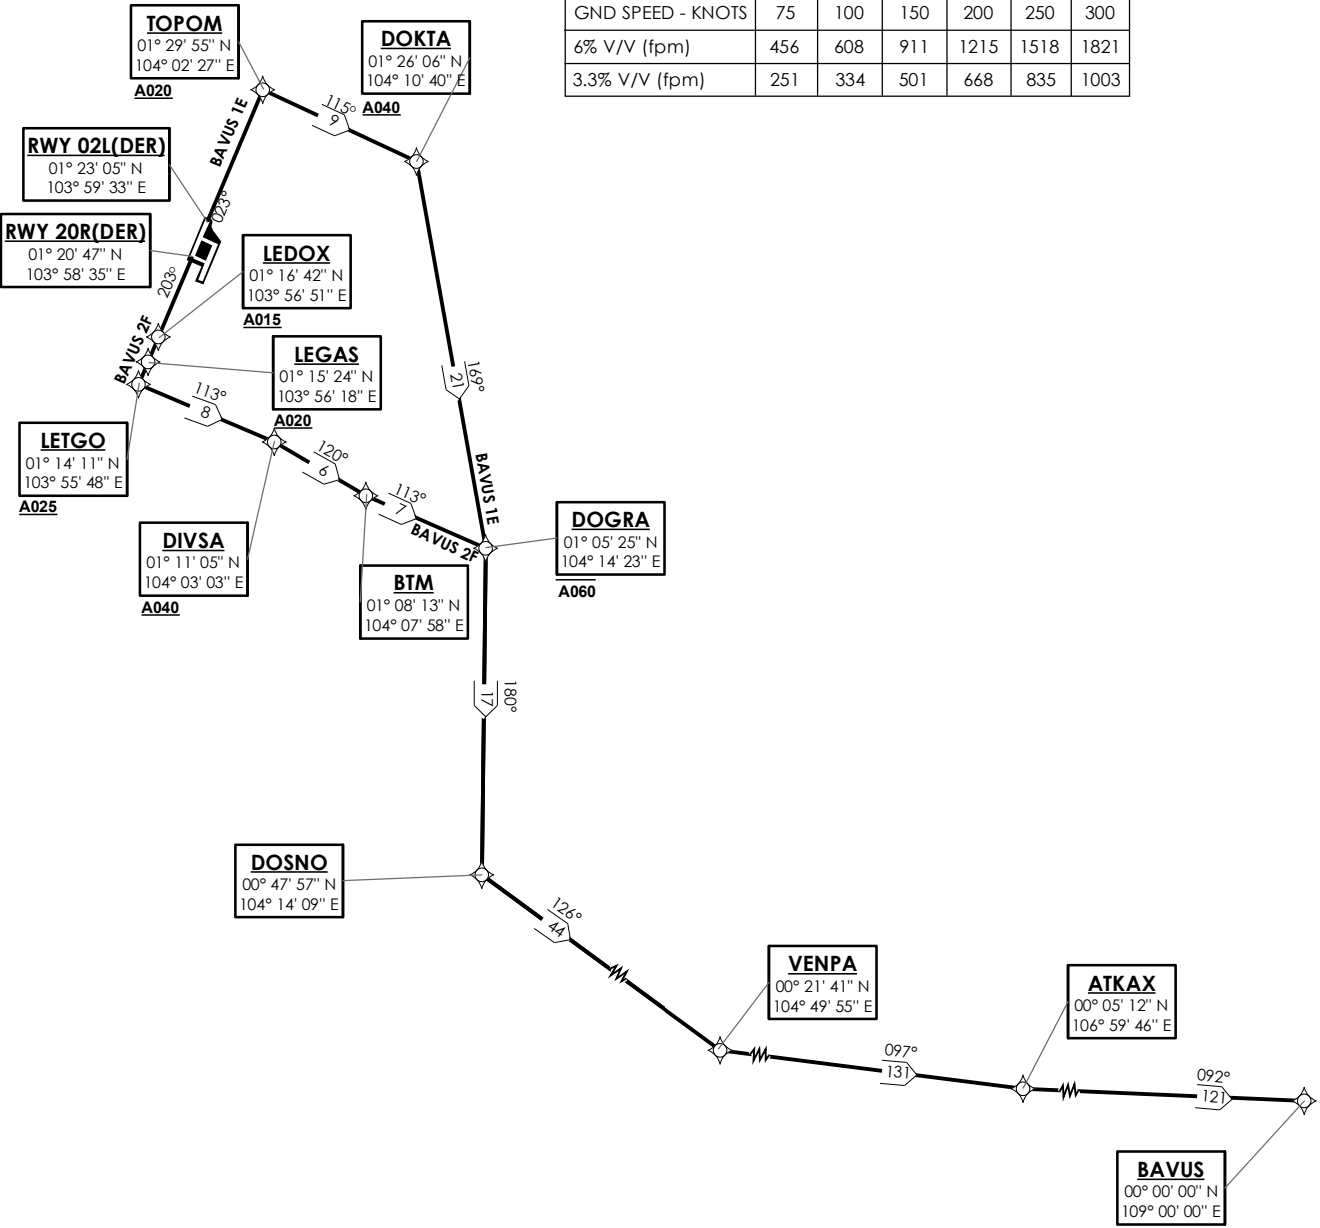 GND SPEED - KNOTS 75 100 150 200 250 300
6% V/V (fpm) 456 608 911 1215 1518 1821
3.3% V/V (fpm) 251 334 501 668 835 1003
TOPOM
01° 29' 55" N
104° 02' 27" E
A020
DOKTA
01° 26' 06" N
104° 10' 40" E
A040
115°
9
BAVUS 1E
RWY 02L(DER)
01° 23' 05" N
103° 59' 33" E
023°
RWY 20R(DER)
01° 20' 47" N
103° 58' 35" E
203°
LEDOX
01° 16' 42" N
103° 56' 51" E
A015
BAVUS 2F
LEGAS
01° 15' 24" N
103° 56' 18" E
A020
169°
21
113°
8
LETGO
01° 14' 11" N
103° 55' 48" E
A025
120°
6
113°
7
BAVUS 1E
BAVUS 2F
DIVSA
01° 11' 05" N
104° 03' 03" E
A040
BTM
01° 08' 13" N
104° 07' 58" E
DOGRA
01° 05' 25" N
104° 14' 23" E
A060
180°
17
DOSNO
00° 47' 57" N
104° 14' 09" E
126°
44
VENPA
00° 21' 41" N
104° 49' 55" E
097°
131
ATKAX
00° 05' 12" N
106° 59' 46" E
092°
121
BAVUS
00° 00' 00" N
109° 00' 00" E